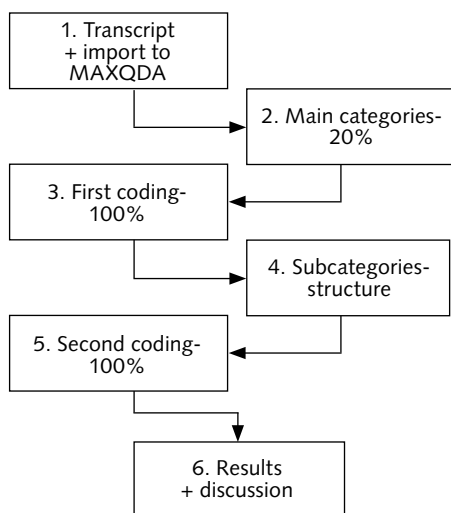 1. Transcript
+ import to
MAXQDA
2. Main categories-
20%
3. First coding-
100%
4. Subcategories-
structure
5. Second coding-
100%
6. Results
+ discussion